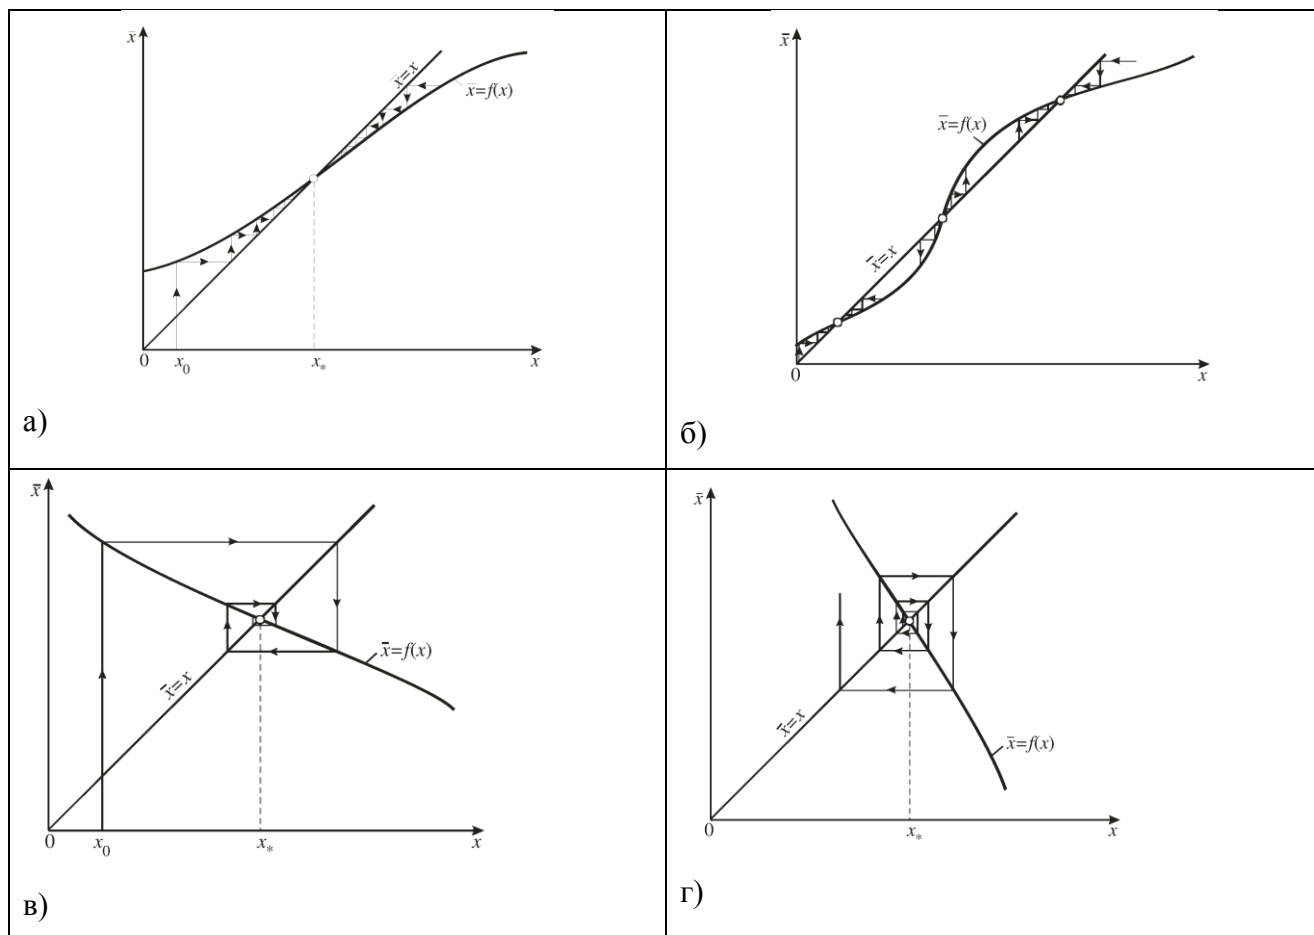 x̄
x̄=x
x̄=f(x)
0
x₀
x*
x
а)
x̄
x̄=f(x)
x̄=x
0
x
б)
x̄
x̄=f(x)
x̄=x
0
x₀
x*
x
в)
x̄
x̄=x
x̄=f(x)
0
x*
x
г)